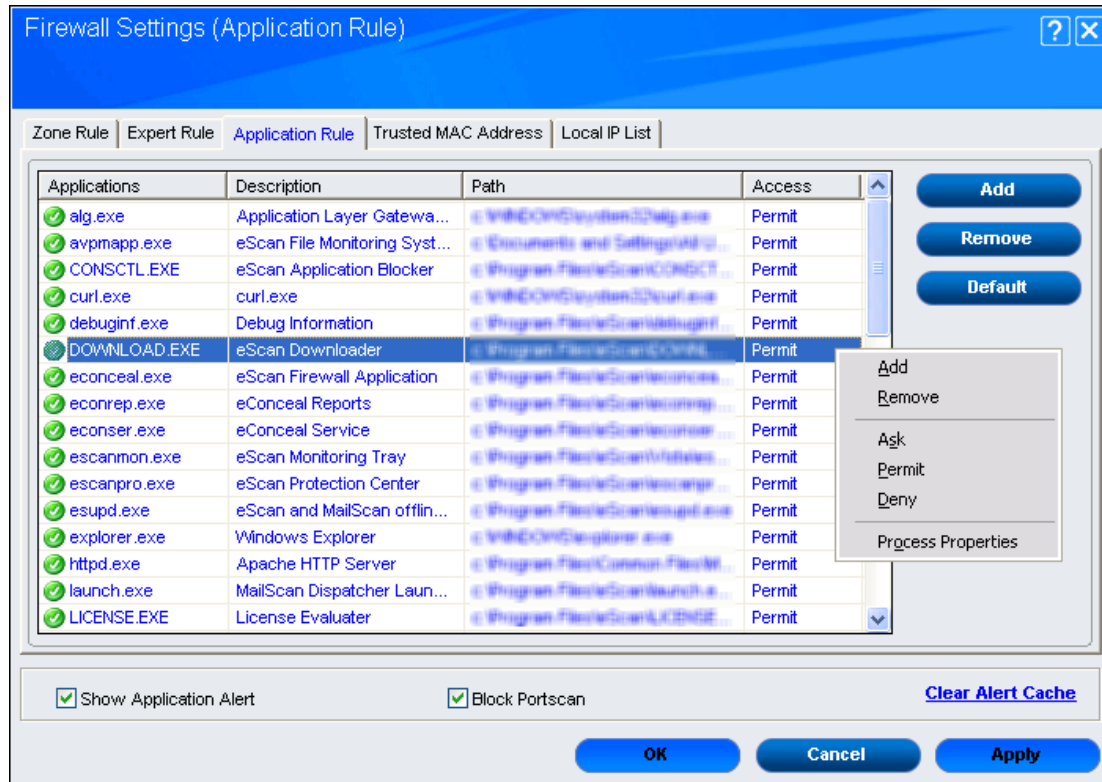 Firewall Settings (Application Rule)
?
Zone Rule Expert Rule Application Rule Trusted MAC Address Local IP List
Applications Description Path Access
alg.exe Application Layer Gatewa... Permit
avpmapp.exe eScan File Monitoring Syst... Permit
CONSCTL.EXE eScan Application Blocker Permit
curl.exe curl.exe Permit
debuginf.exe Debug Information Permit
DOWNLOAD.EXE eScan Downloader Permit
econceal.exe eScan Firewall Application Permit
econrep.exe eConceal Reports Permit
econser.exe eConceal Service Permit
escanmon.exe eScan Monitoring Tray Permit
escanpro.exe eScan Protection Center Permit
esupd.exe eScan and MailScan offlin... Permit
explorer.exe Windows Explorer Permit
httpd.exe Apache HTTP Server Permit
launch.exe MailScan Dispatcher Laun... Permit
LICENSE.EXE License Evaluater Permit
Add
Remove
Default
Add
Remove
Ask
Permit
Deny
Process Properties
Show Application Alert Block Portscan Clear Alert Cache
OK Cancel Apply